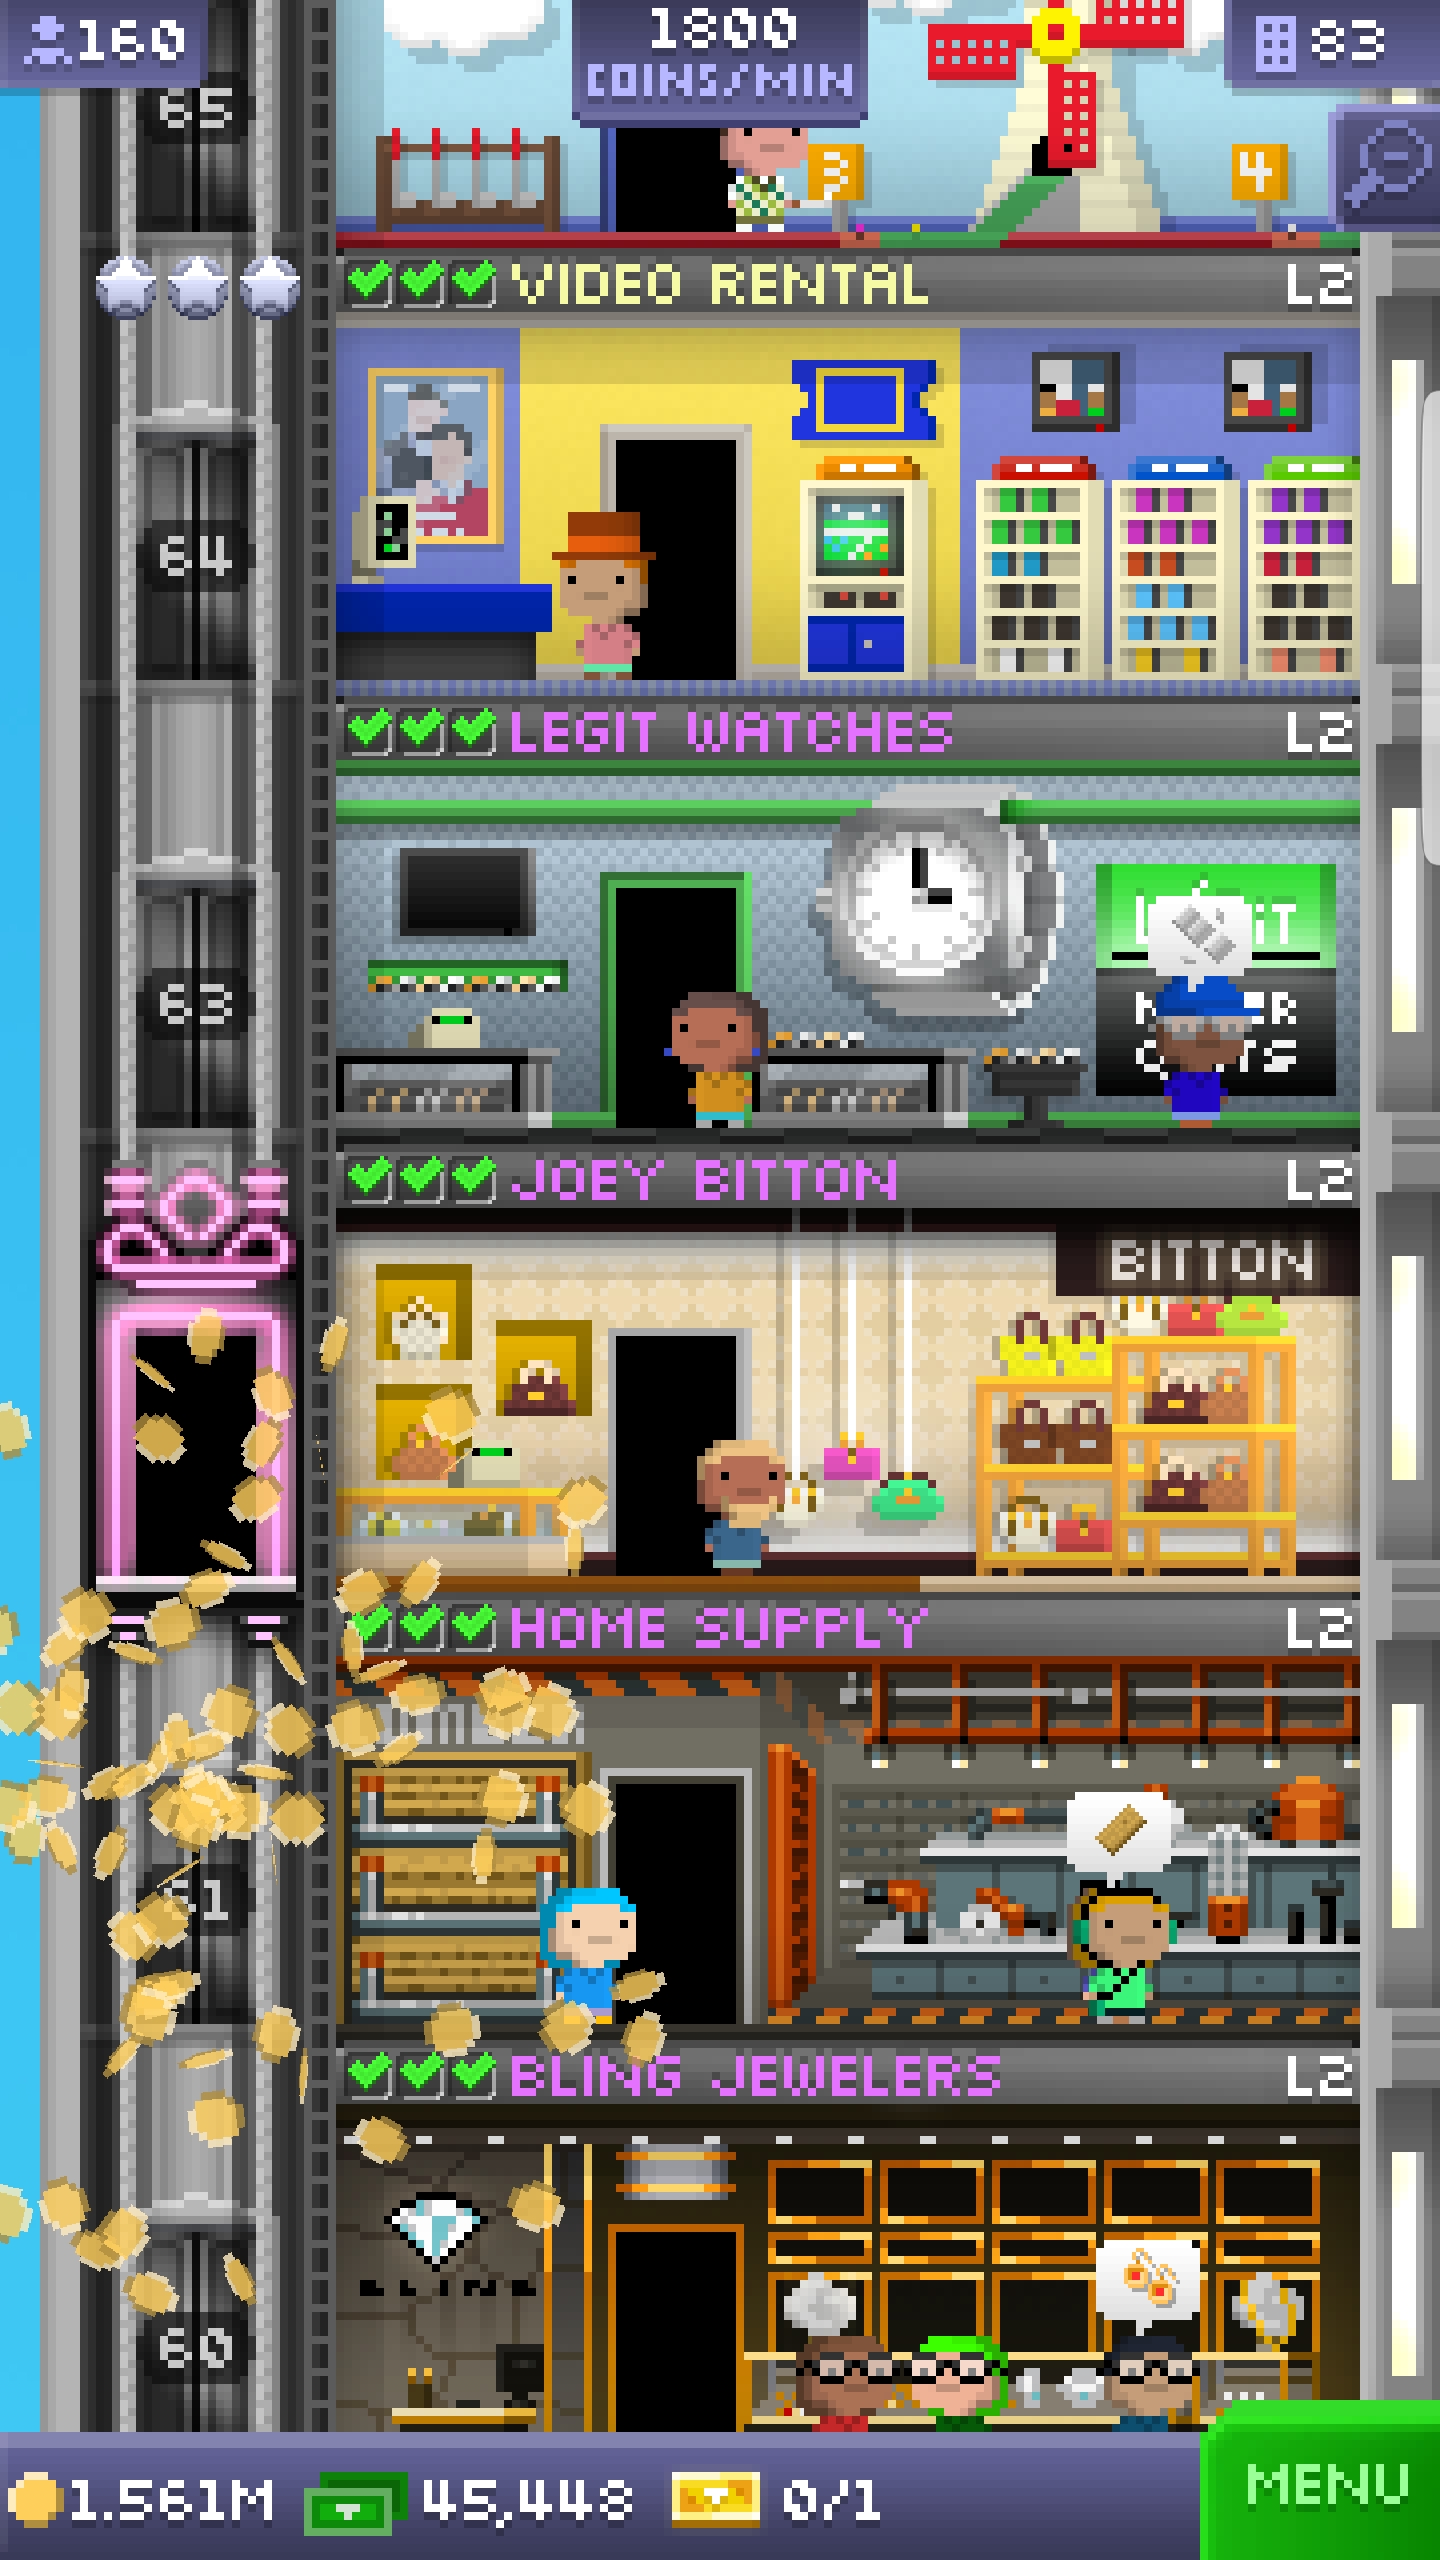 160
1800
COINS/MIN
83
65
3
4
VIDEO RENTAL L2
64
LEGIT WATCHES L2
63
JOEY BITTON L2
BITTON
HOME SUPPLY L2
BLING JEWELERS L2
BLING
60
1.561M 45,448 0/1 MENU